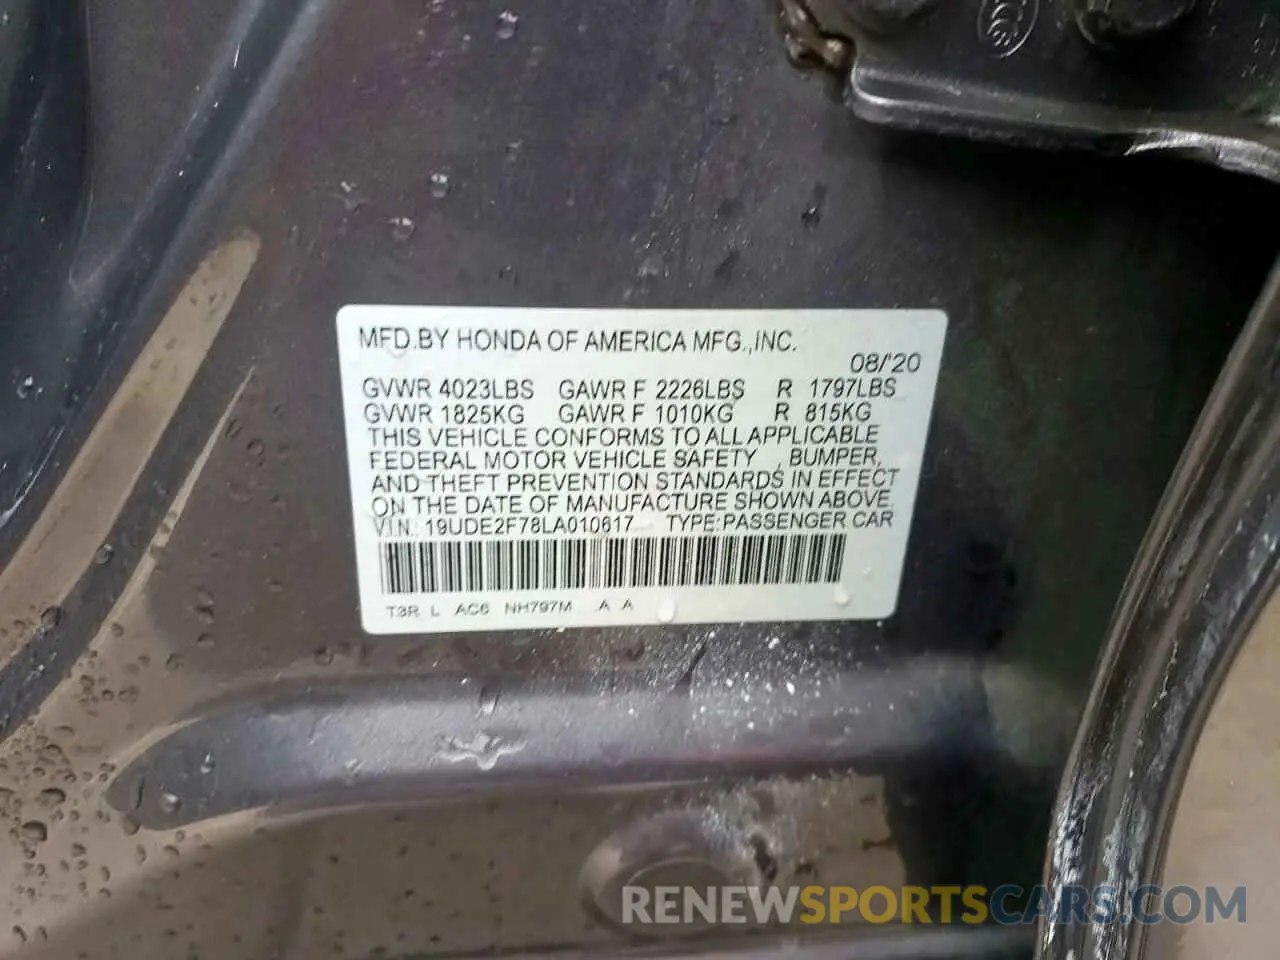 MFD.BY HONDA OF AMERICA MFG.,INC.
08/'20
GVWR 4023LBS GAWR F 2226LBS R 1797LBS
GVWR 1825KG GAWR F 1010KG R 815KG
THIS VEHICLE CONFORMS TO ALL APPLICABLE
FEDERAL MOTOR VEHICLE SAFETY , BUMPER,
AND THEFT PREVENTION STANDARDS IN EFFECT
ON THE DATE OF MANUFACTURE SHOWN ABOVE.
V.I.N.: 19UDE2F78LA010617 TYPE:PASSENGER CAR
T3R L AC6 NH797M A A
RENEWSPORTSCARS.COM